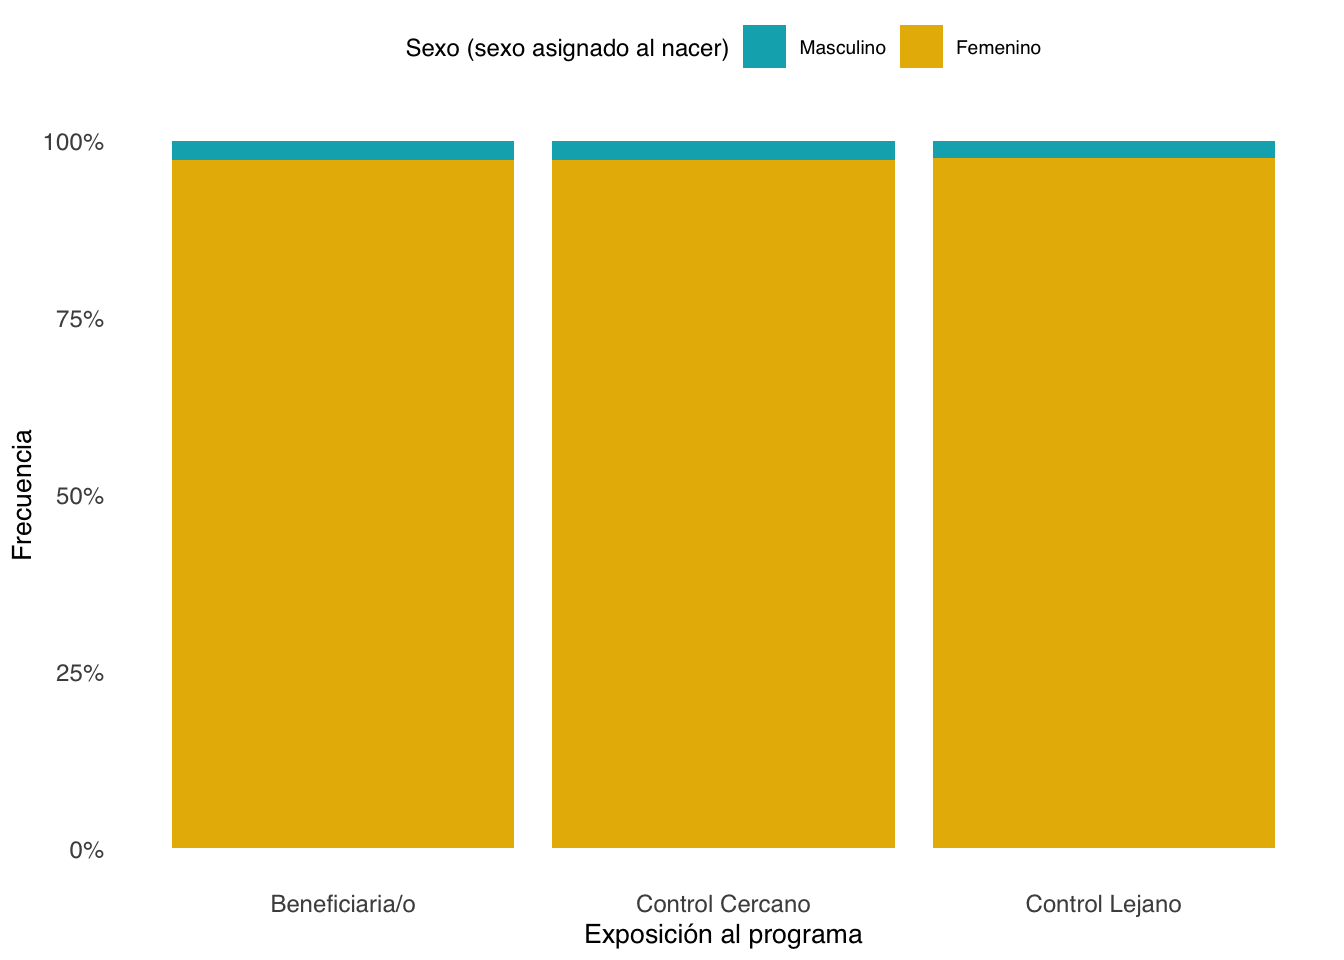 Sexo (sexo asignado al nacer) Masculino Femenino
100%
75%
50%
25%
0%
Frecuencia
Beneficiaria/o Control Cercano Control Lejano
Exposición al programa